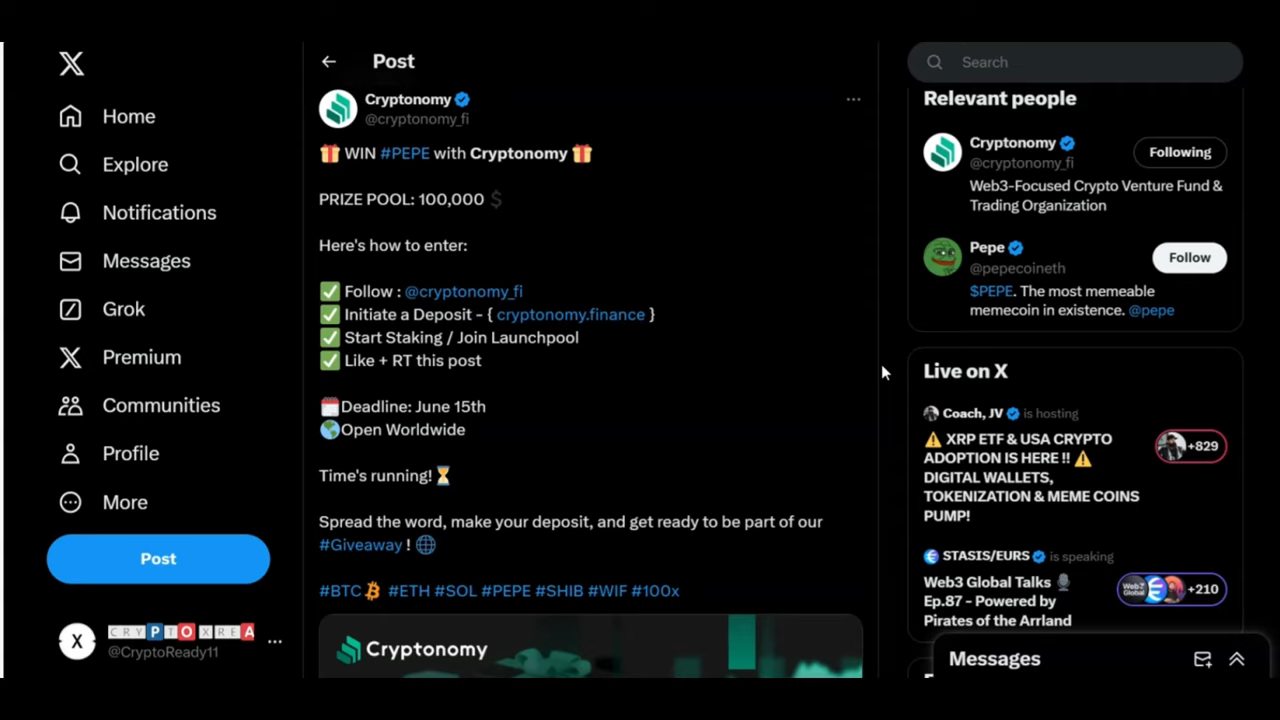 Home
Explore
Notifications
Messages
Grok
Premium
Communities
Profile
More
Post
CRYPTOXREA
@CryptoReady11
Post
Cryptonomy
@cryptonomy_fi
🎁 WIN #PEPE with Cryptonomy 🎁
PRIZE POOL: 100,000 💲
Here's how to enter:
✅ Follow : @cryptonomy_fi
✅ Initiate a Deposit - { cryptonomy.finance }
✅ Start Staking / Join Launchpool
✅ Like + RT this post
🗓️Deadline: June 15th
🌎Open Worldwide
Time's running! ⏳
Spread the word, make your deposit, and get ready to be part of our
#Giveaway ! 🌐
#BTC #ETH #SOL #PEPE #SHIB #WIF #100x
Cryptonomy
Search
Relevant people
Cryptonomy
@cryptonomy_fi
Following
Web3-Focused Crypto Venture Fund &
Trading Organization
Pepe
@pepecoineth
Follow
$PEPE. The most memeable
memecoin in existence. @pepe
Live on X
Coach, JV is hosting
⚠️ XRP ETF & USA CRYPTO
ADOPTION IS HERE !! ⚠️
DIGITAL WALLETS,
TOKENIZATION & MEME COINS
PUMP!
+829
STASIS/EURS is speaking
Web3 Global Talks 🎙️
Ep.87 - Powered by
Pirates of the Arrland
Web3
Global
+210
Messages